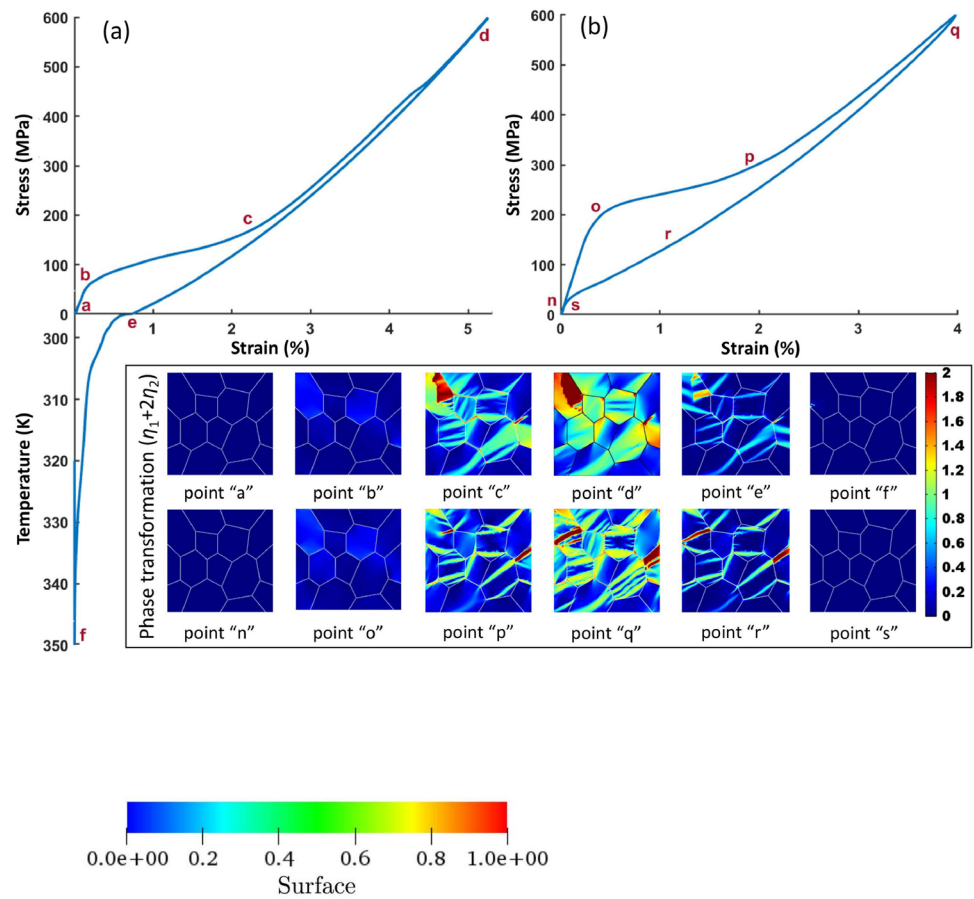 (a)
(b)
600
500
400
300
200
100
0
Stress (MPa)
a
b
c
d
e
1
2
3
4
5
Strain (%)
300
310
320
330
340
350
Temperature (K)
f
600
500
400
300
200
100
0
Stress (MPa)
n
o
p
q
r
s
0
1
2
3
4
Strain (%)
Phase transformation (η1+2η2)
point “a”
point “b”
point “c”
point “d”
point “e”
point “f”
point “n”
point “o”
point “p”
point “q”
point “r”
point “s”
2
1.8
1.6
1.4
1.2
1
0.8
0.6
0.4
0.2
0
0.0e+00
0.2
0.4
0.6
0.8
1.0e+00
Surface